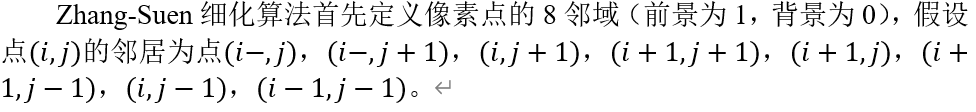 Zhang-Suen 细化算法首先定义像素点的 8 邻域（前景为 1，背景为 0），假设
点(i, j)的邻居为点(i−, j)，(i−, j + 1)，(i, j + 1)，(i + 1, j + 1)，(i + 1, j)，(i +
1, j − 1)，(i, j − 1)，(i − 1, j − 1)。↵